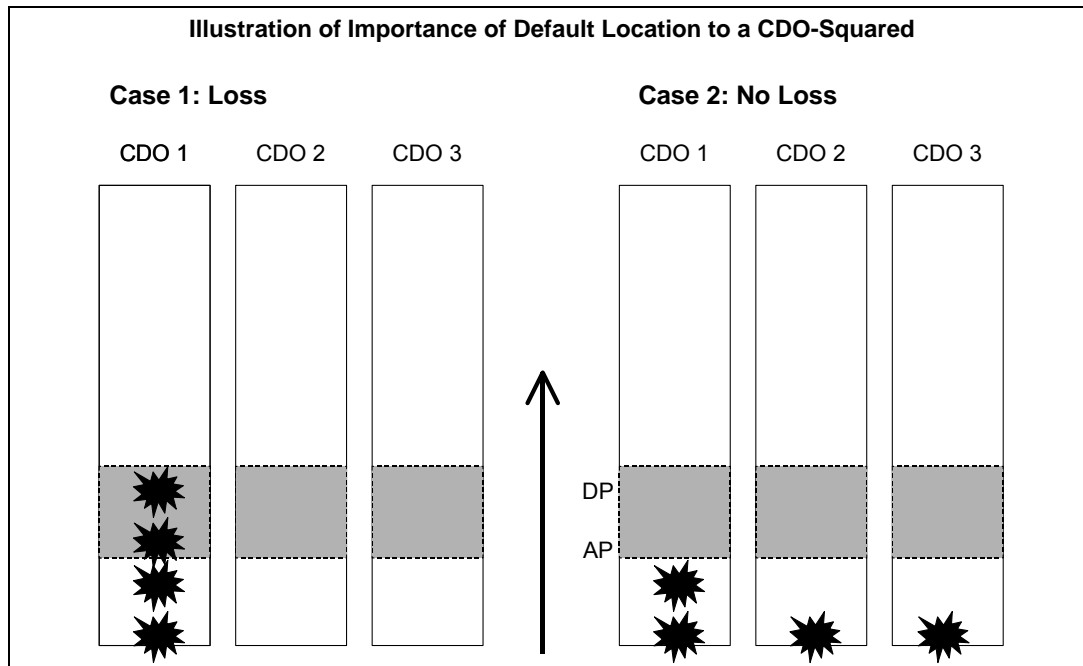 Illustration of Importance of Default Location to a CDO-Squared
Case 1: Loss
Case 2: No Loss
CDO 1
CDO 2
CDO 3
CDO 1
CDO 2
CDO 3
DP
AP